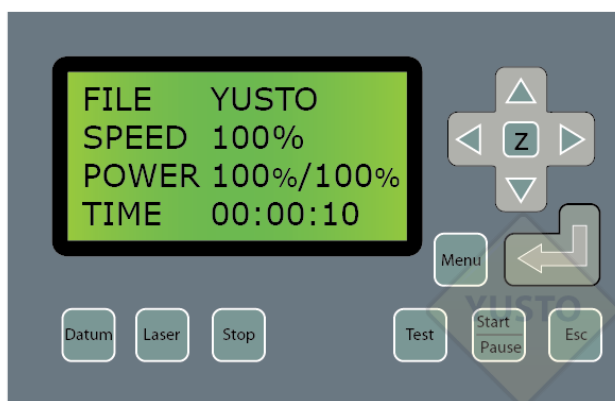 FILE YUSTO
SPEED 100%
POWER 100%/100%
TIME 00:00:10
Z
Menu
YUSTO
Datum Laser Stop Test Start Pause Esc